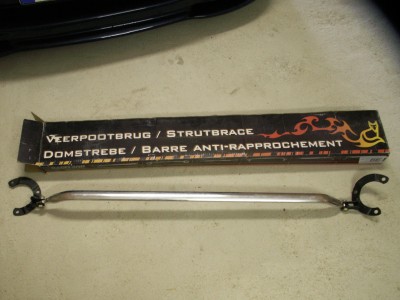 VEERPOOTBRUG / STRUTBRACE
DOMSTREBE / BARRE ANTI-RAPPROCHEMENT